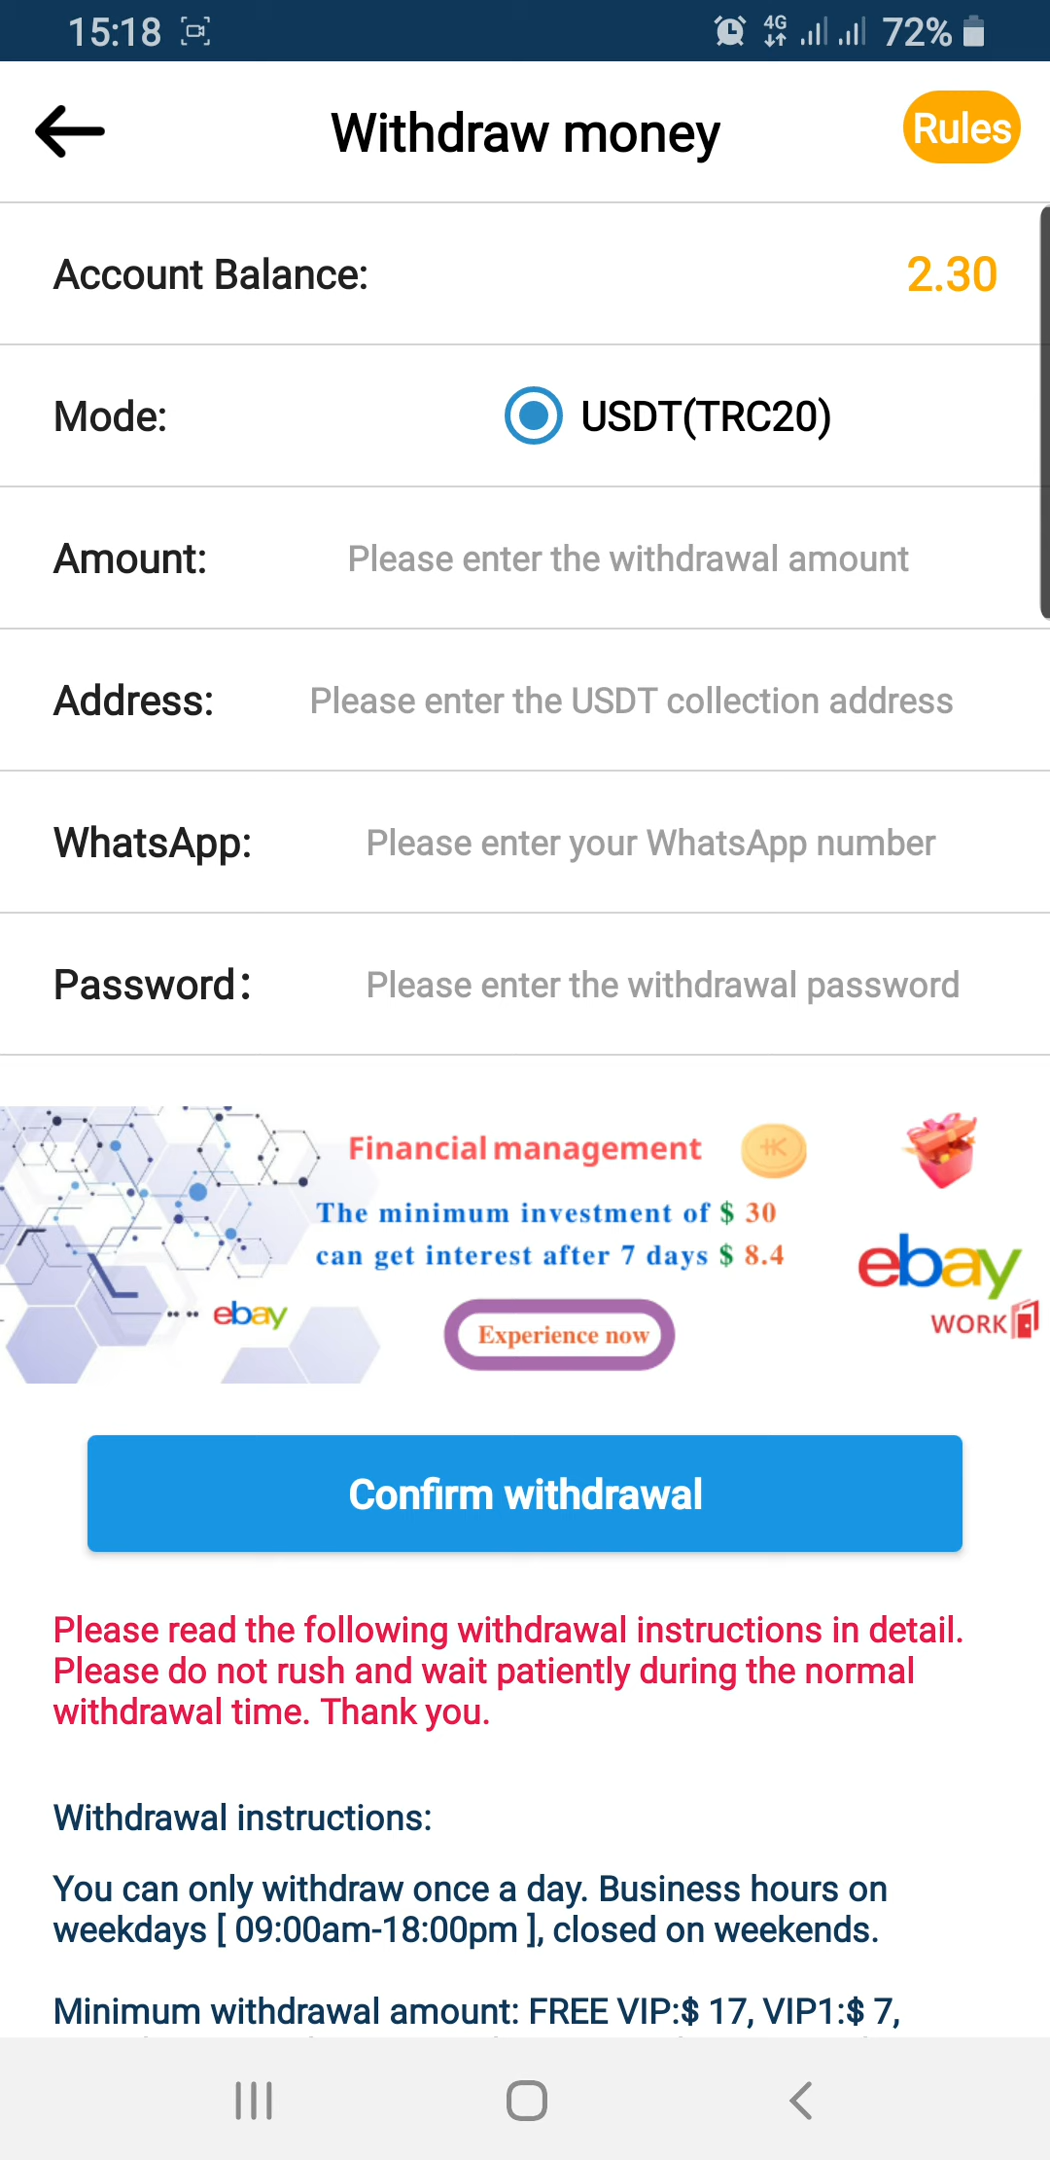 15:18
4G
72%
Withdraw money
Rules
Account Balance:
2.30
Mode:
USDT(TRC20)
Amount:
Please enter the withdrawal amount
Address:
Please enter the USDT collection address
WhatsApp:
Please enter your WhatsApp number
Password:
Please enter the withdrawal password
Financial management
The minimum investment of $ 30
can get interest after 7 days $ 8.4
ebay
WORK
ebay
Experience now
Confirm withdrawal
Please read the following withdrawal instructions in detail.
Please do not rush and wait patiently during the normal
withdrawal time. Thank you.
Withdrawal instructions:
You can only withdraw once a day. Business hours on
weekdays [ 09:00am-18:00pm ], closed on weekends.
Minimum withdrawal amount: FREE VIP:$ 17, VIP1:$ 7,